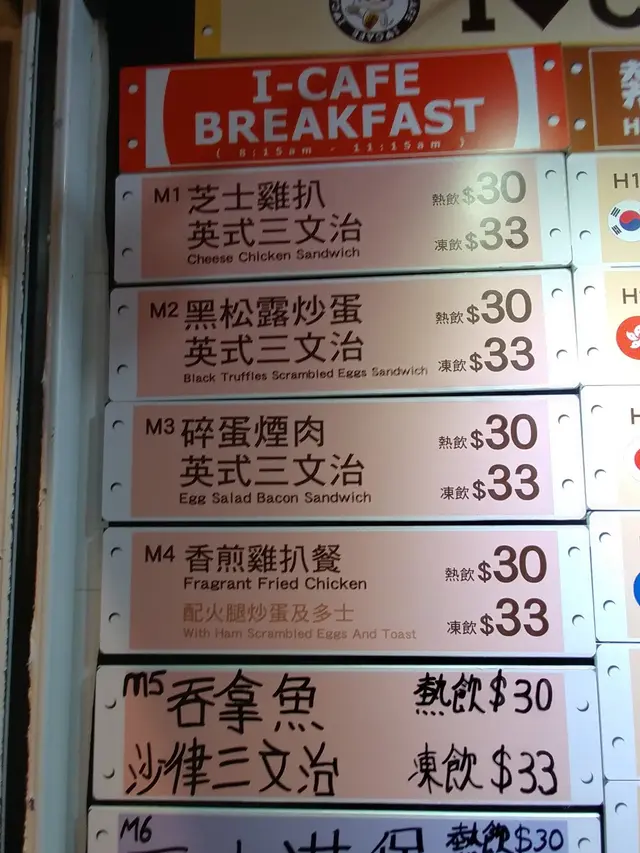 I-CAFE
BREAKFAST
( 8:15am - 11:15am )
M1 芝士雞扒 熱飲$30
英式三文治 凍飲$33
Cheese Chicken Sandwich
M2 黑松露炒蛋 熱飲$30
英式三文治 凍飲$33
Black Truffles Scrambled Eggs Sandwich
M3 碎蛋煙肉 熱飲$30
英式三文治 凍飲$33
Egg Salad Bacon Sandwich
M4 香煎雞扒餐 熱飲$30
Fragrant Fried Chicken
配火腿炒蛋及多士 凍飲$33
With Ham Scrambled Eggs And Toast
M5 吞拿魚 熱飲$30
沙律三文治 凍飲$33
M6 熱飲$30
H1